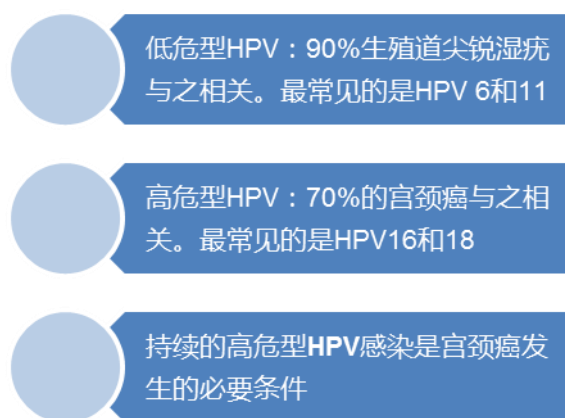 低危型HPV：90%生殖道尖锐湿疣
与之相关。最常见的是HPV 6和11
高危型HPV：70%的宫颈癌与之相
关。最常见的是HPV16和18
持续的高危型HPV感染是宫颈癌发
生的必要条件